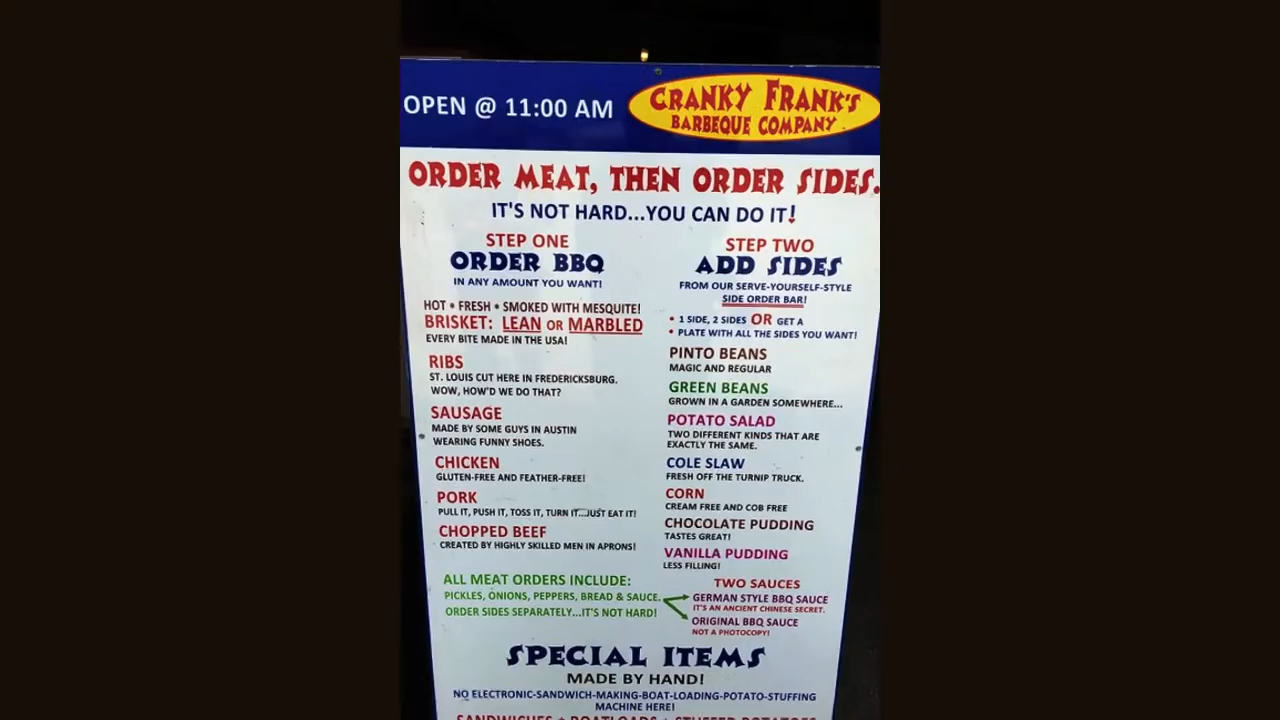 OPEN @ 11:00 AM
CRANKY FRANK'S
BARBEQUE COMPANY
ORDER MEAT, THEN ORDER SIDES.
IT'S NOT HARD...YOU CAN DO IT!
STEP ONE
ORDER BBQ
IN ANY AMOUNT YOU WANT!
HOT • FRESH • SMOKED WITH MESQUITE!
BRISKET: LEAN OR MARBLED
EVERY BITE MADE IN THE USA!
RIBS
ST. LOUIS CUT HERE IN FREDERICKSBURG.
WOW, HOW'D WE DO THAT?
SAUSAGE
MADE BY SOME GUYS IN AUSTIN
WEARING FUNNY SHOES.
CHICKEN
GLUTEN-FREE AND FEATHER-FREE!
PORK
PULL IT, PUSH IT, TOSS IT, TURN IT...JUST EAT IT!
CHOPPED BEEF
CREATED BY HIGHLY SKILLED MEN IN APRONS!
ALL MEAT ORDERS INCLUDE:
PICKLES, ONIONS, PEPPERS, BREAD & SAUCE.
ORDER SIDES SEPARATELY...IT'S NOT HARD!
STEP TWO
ADD SIDES
FROM OUR SERVE-YOURSELF-STYLE
SIDE ORDER BAR!
• 1 SIDE, 2 SIDES OR GET A
• PLATE WITH ALL THE SIDES YOU WANT!
PINTO BEANS
MAGIC AND REGULAR
GREEN BEANS
GROWN IN A GARDEN SOMEWHERE...
POTATO SALAD
TWO DIFFERENT KINDS THAT ARE
EXACTLY THE SAME.
COLE SLAW
FRESH OFF THE TURNIP TRUCK.
CORN
CREAM FREE AND COB FREE
CHOCOLATE PUDDING
TASTES GREAT!
VANILLA PUDDING
LESS FILLING!
TWO SAUCES
GERMAN STYLE BBQ SAUCE
IT'S AN ANCIENT CHINESE SECRET.
ORIGINAL BBQ SAUCE
NOT A PHOTOCOPY!
SPECIAL ITEMS
MADE BY HAND!
NO ELECTRONIC-SANDWICH-MAKING-BOAT-LOADING-POTATO-STUFFING
MACHINE HERE!
SANDWICHES • BOATLOADS • STUFFED POTATOES